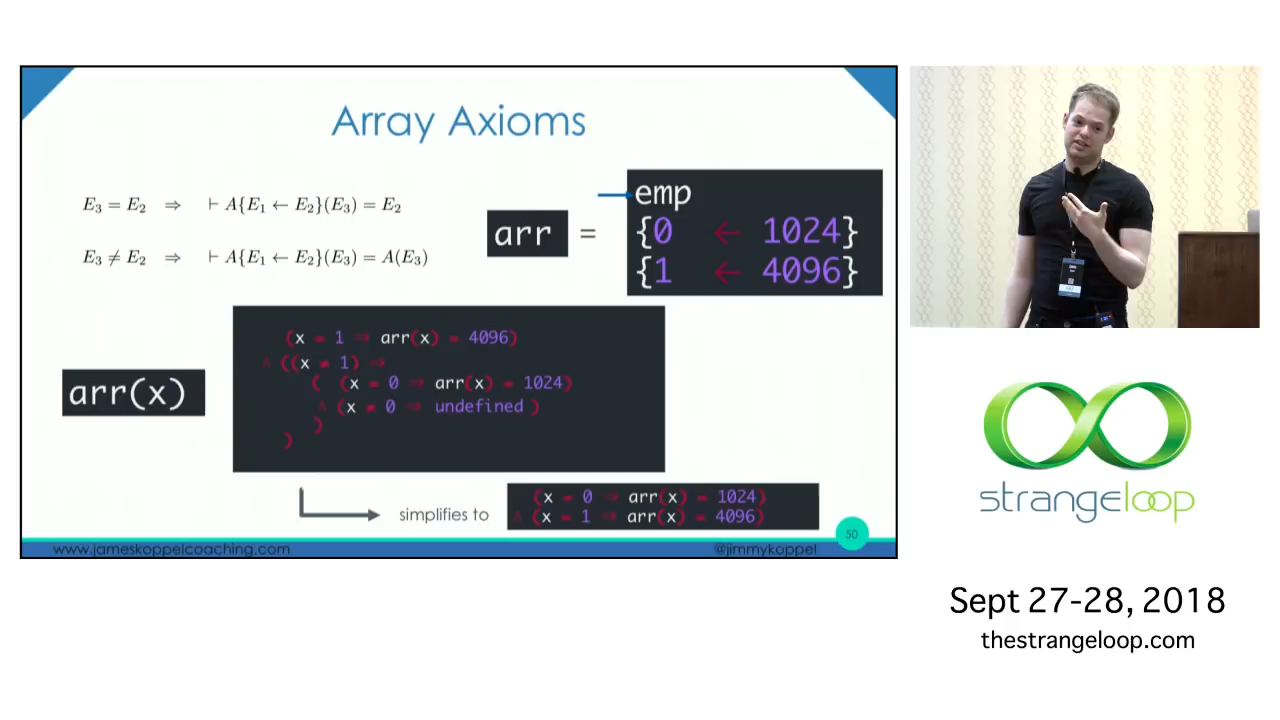 Array Axioms
E₃ = E₂ ⇒ ⊢ A{E₁ ← E₂}(E₃) = E₂
E₃ ≠ E₂ ⇒ ⊢ A{E₁ ← E₂}(E₃) = A(E₃)
arr =
emp
{0 ← 1024}
{1 ← 4096}
arr(x)
(x = 1 ⇒ arr(x) = 4096)
∧ ((x ≠ 1) ⇒
( (x = 0 ⇒ arr(x) = 1024)
∧ (x ≠ 0 ⇒ undefined )
)
)
simplifies to
(x = 0 ⇒ arr(x) = 1024)
∧ (x = 1 ⇒ arr(x) = 4096)
www.jameskoppelcoaching.com
@jimmykoppel
50
strangeloop
Sept 27-28, 2018
thestrangeloop.com